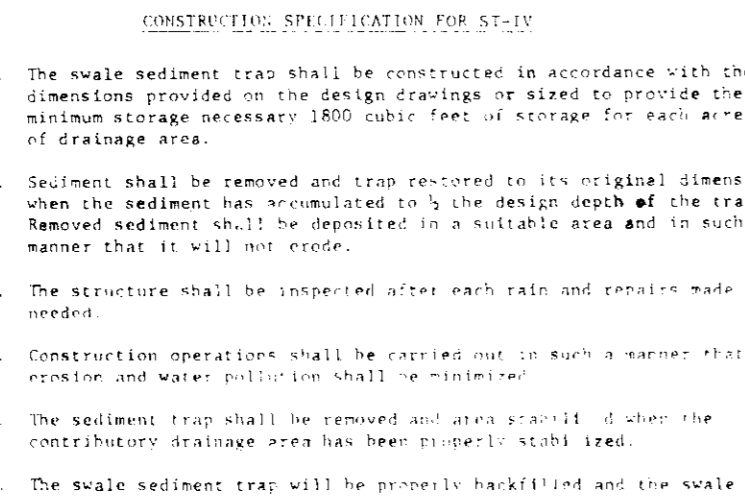 CONSTRUCTION SPECIFICATION FOR ST-IV
. The swale sediment trap shall be constructed in accordance with the
dimensions provided on the design drawings or sized to provide the
minimum storage necessary 1800 cubic feet of storage for each acre
of drainage area.
. Sediment shall be removed and trap restored to its original dimens
when the sediment has accumulated to ½ the design depth of the tra
Removed sediment shall be deposited in a suitable area and in such
manner that it will not erode.
. The structure shall be inspected after each rain and repairs made
needed.
. Construction operations shall be carried out in such a manner that
erosion and water pollution shall be minimized
. The sediment trap shall be removed and area stabili d when the
contributory drainage area has been properly stabi ized.
. The swale sediment trap will be properly backfilled and the swale